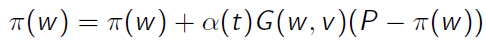 π(w) = π(w) + α(t)G(w, v)(P − π(w))